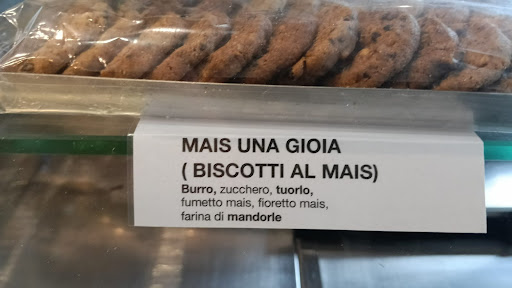 MAIS UNA GIOIA
( BISCOTTI AL MAIS)
Burro, zucchero, tuorlo,
fumetto mais, fioretto mais,
farina di mandorle